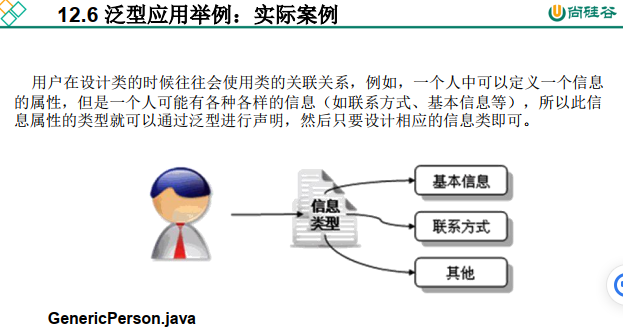 12.6 泛型应用举例：实际案例
尚硅谷
用户在设计类的时候往往会使用类的关联关系，例如，一个人中可以定义一个信息
的属性，但是一个人可能有各种各样的信息（如联系方式、基本信息等），所以此信
息属性的类型就可以通过泛型进行声明，然后只要设计相应的信息类即可。
基本信息
信息
类型
联系方式
其他
GenericPerson.java